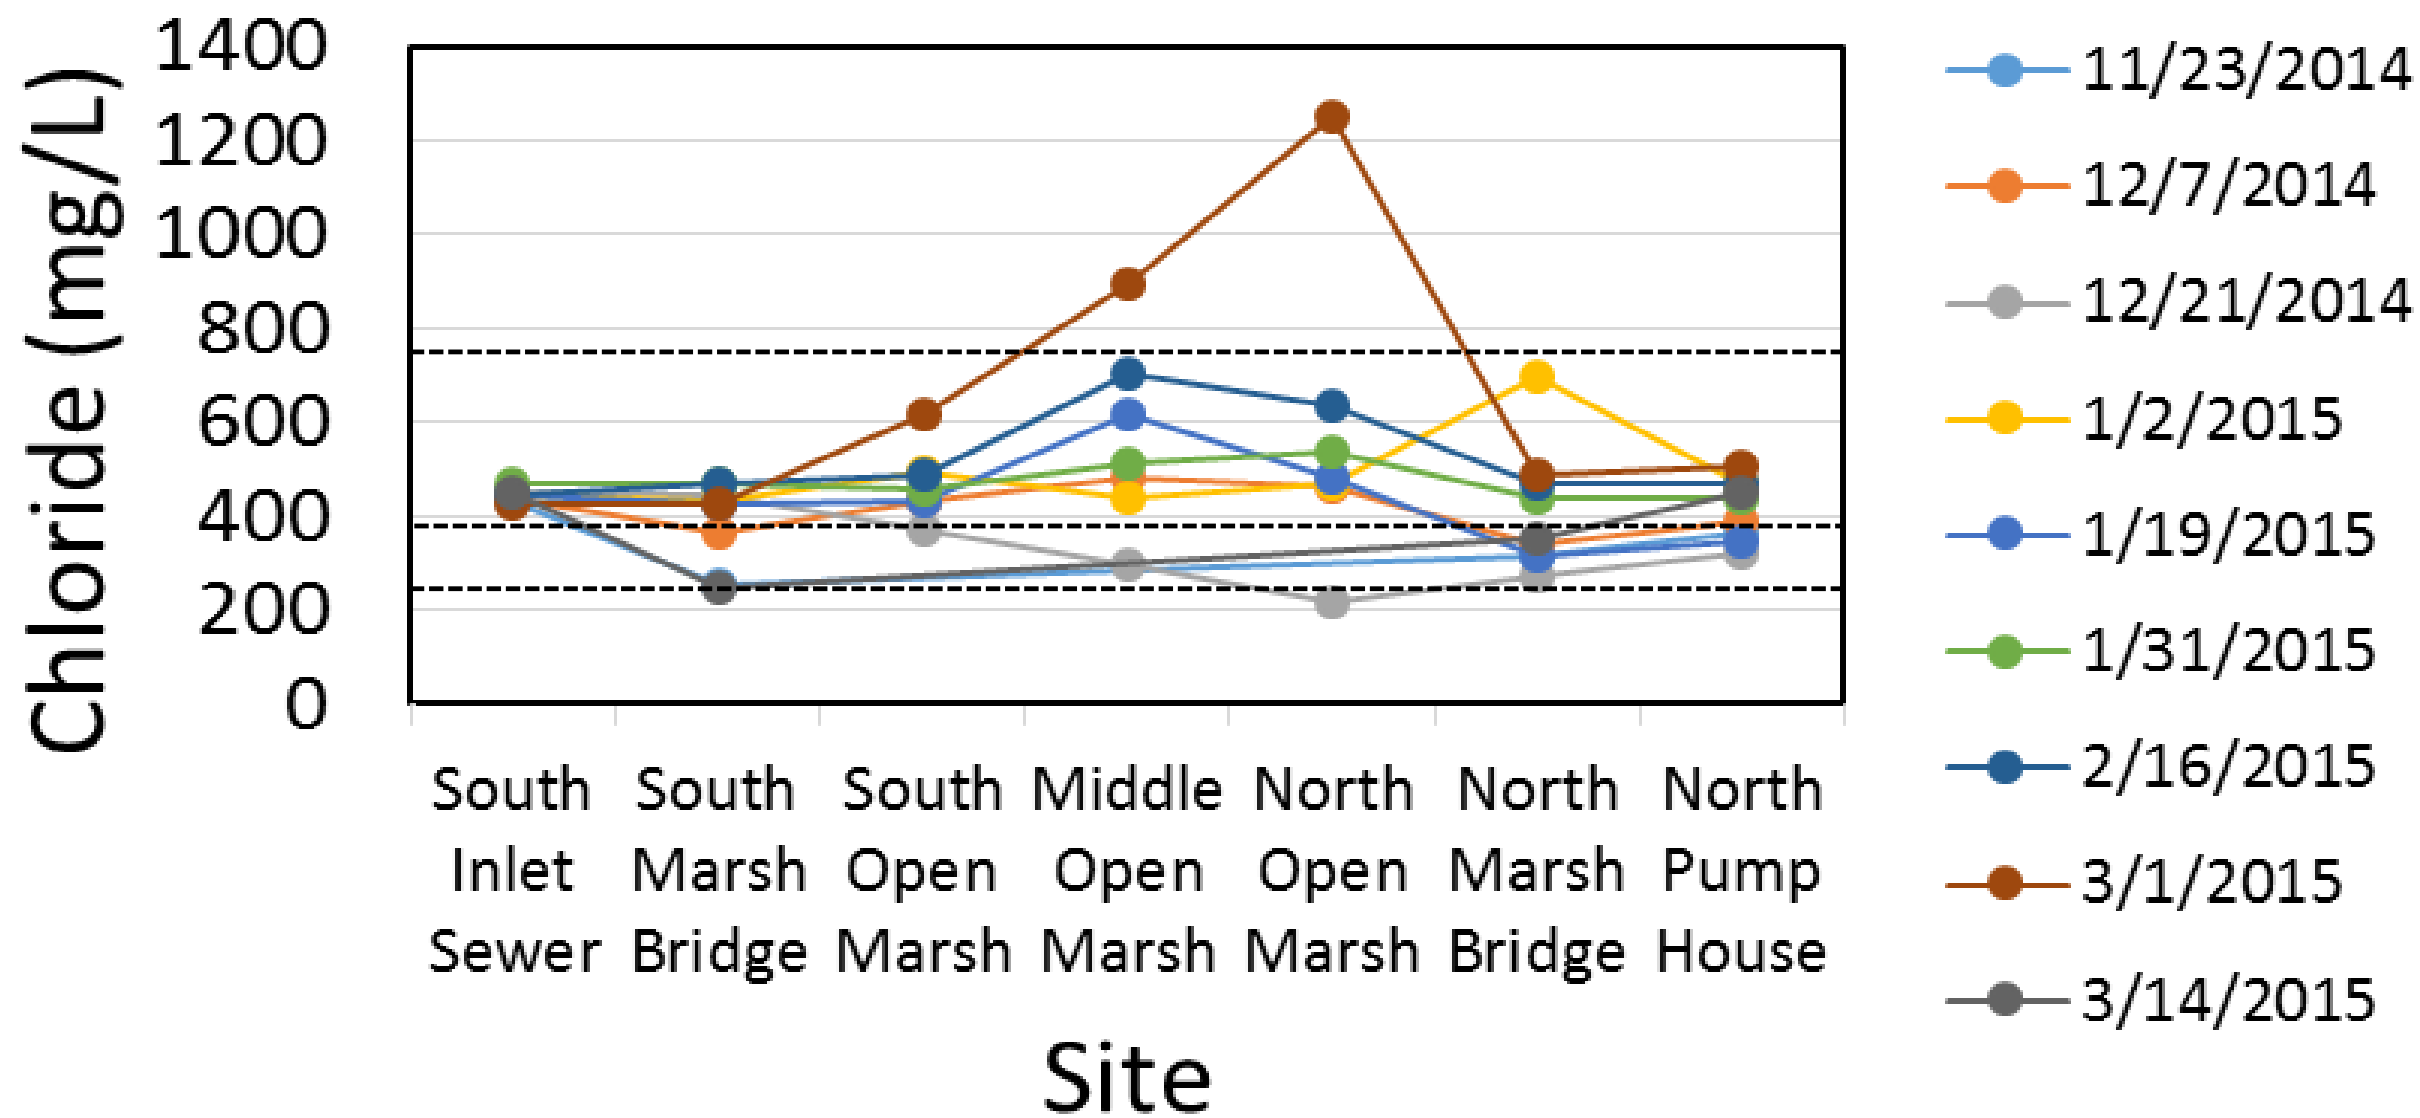 Chloride (mg/L)
1400
1200
1000
800
600
400
200
0
South Inlet Sewer
South Marsh Bridge
South Open Marsh
Middle Open Marsh
North Open Marsh
North Marsh Bridge
North Pump House
Site
11/23/2014
12/7/2014
12/21/2014
1/2/2015
1/19/2015
1/31/2015
2/16/2015
3/1/2015
3/14/2015